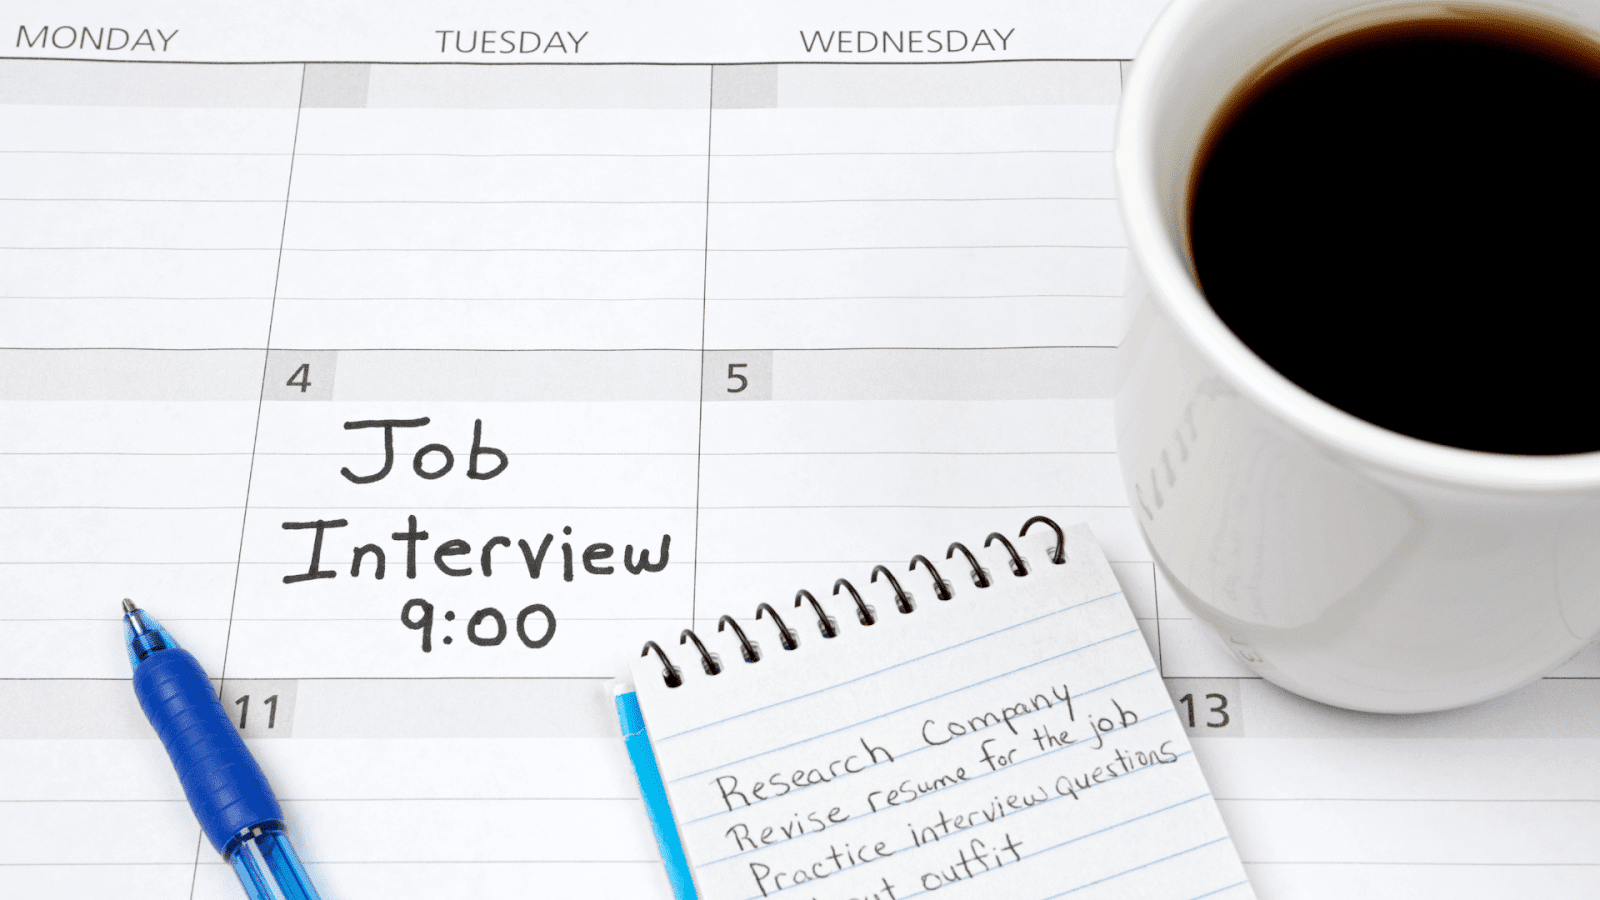 MONDAY TUESDAY WEDNESDAY
4 5
Job
Interview
9:00
11 13
Research Company
Revise resume for the job
Practice interview questions
outfit